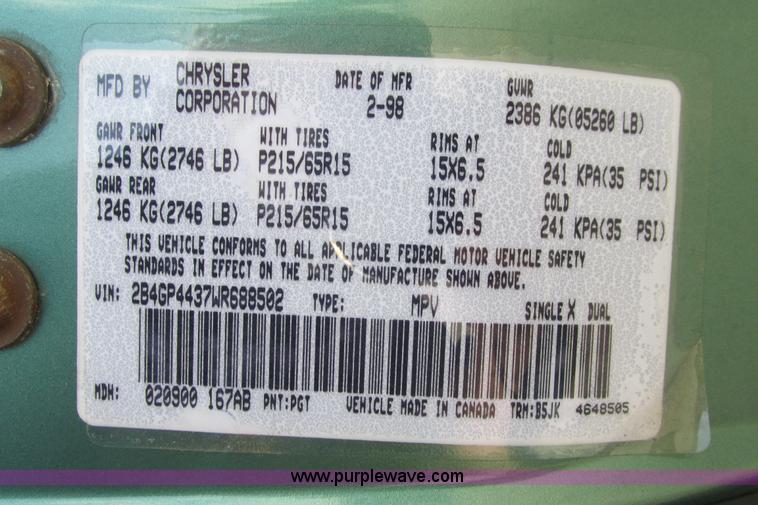 MFD BY CHRYSLER CORPORATION DATE OF MFR 2-98 GVWR 2386 KG(05260 LB)
GAWR FRONT WITH TIRES RIMS AT COLD
1246 KG(2746 LB) P215/65R15 15X6.5 241 KPA(35 PSI)
GAWR REAR WITH TIRES RIMS AT COLD
1246 KG(2746 LB) P215/65R15 15X6.5 241 KPA(35 PSI)
THIS VEHICLE CONFORMS TO ALL APPLICABLE FEDERAL MOTOR VEHICLE SAFETY
STANDARDS IN EFFECT ON THE DATE OF MANUFACTURE SHOWN ABOVE.
VIN: 2B4GP4437WR688502 TYPE: MPV SINGLE X DUAL
MDH: 020900 167AB PNT:PGT VEHICLE MADE IN CANADA TRM:B5JK 4648505
www.purplewave.com